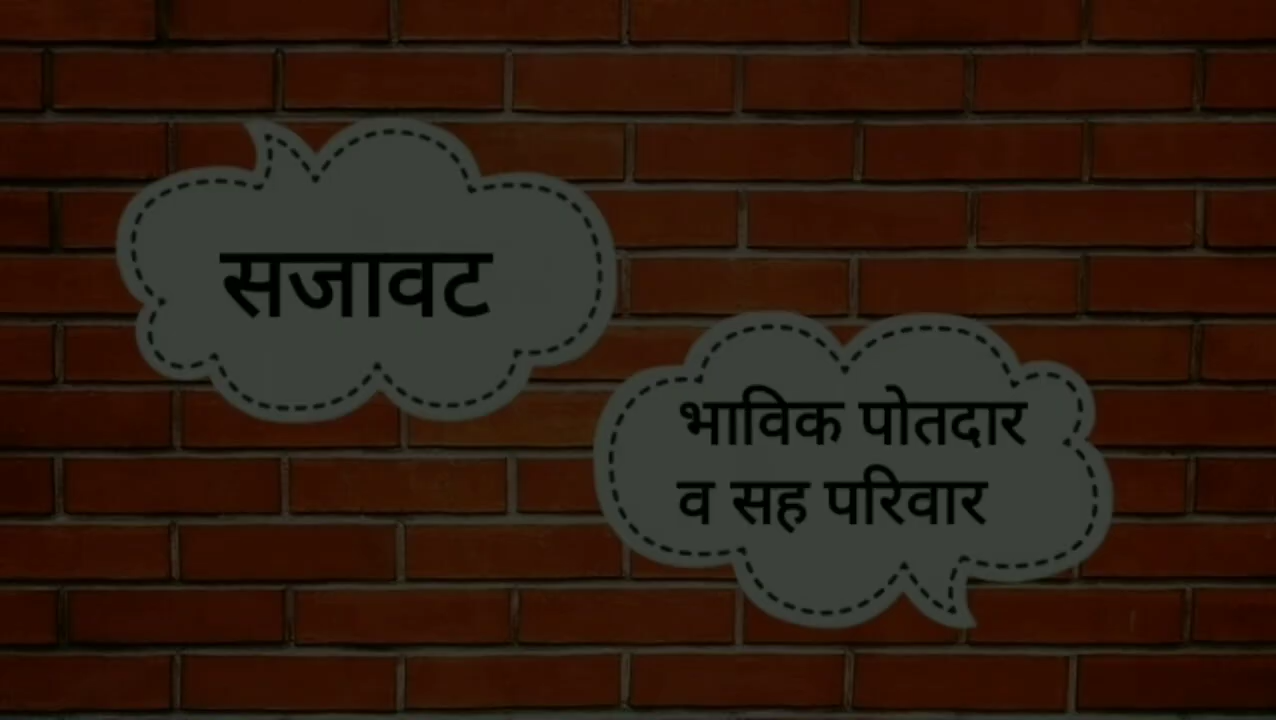 सजावट
भाविक पोतदार
व सह परिवार